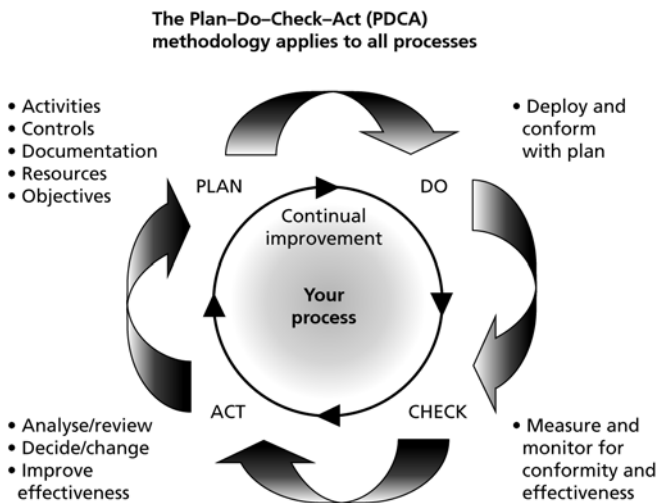 The Plan–Do–Check–Act (PDCA)
methodology applies to all processes
• Activities
• Controls
• Documentation
• Resources
• Objectives
• Deploy and
conform
with plan
PLAN
DO
Continual
improvement
Your
process
ACT
CHECK
• Analyse/review
• Decide/change
• Improve
effectiveness
• Measure and
monitor for
conformity and
effectiveness